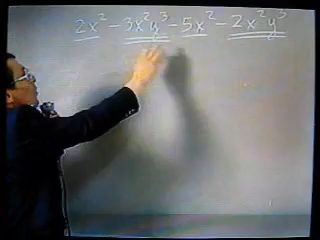 2x² - 3x²y³ - 5x² - 2x²y³